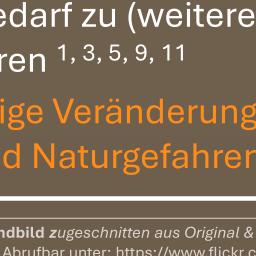 edarf zu (weitere
ren 1, 3, 5, 9, 11
ige Veränderung
d Naturgefahren
ndbild zugeschnitten aus Original &
Abrufbar unter: https://www.flickr.c